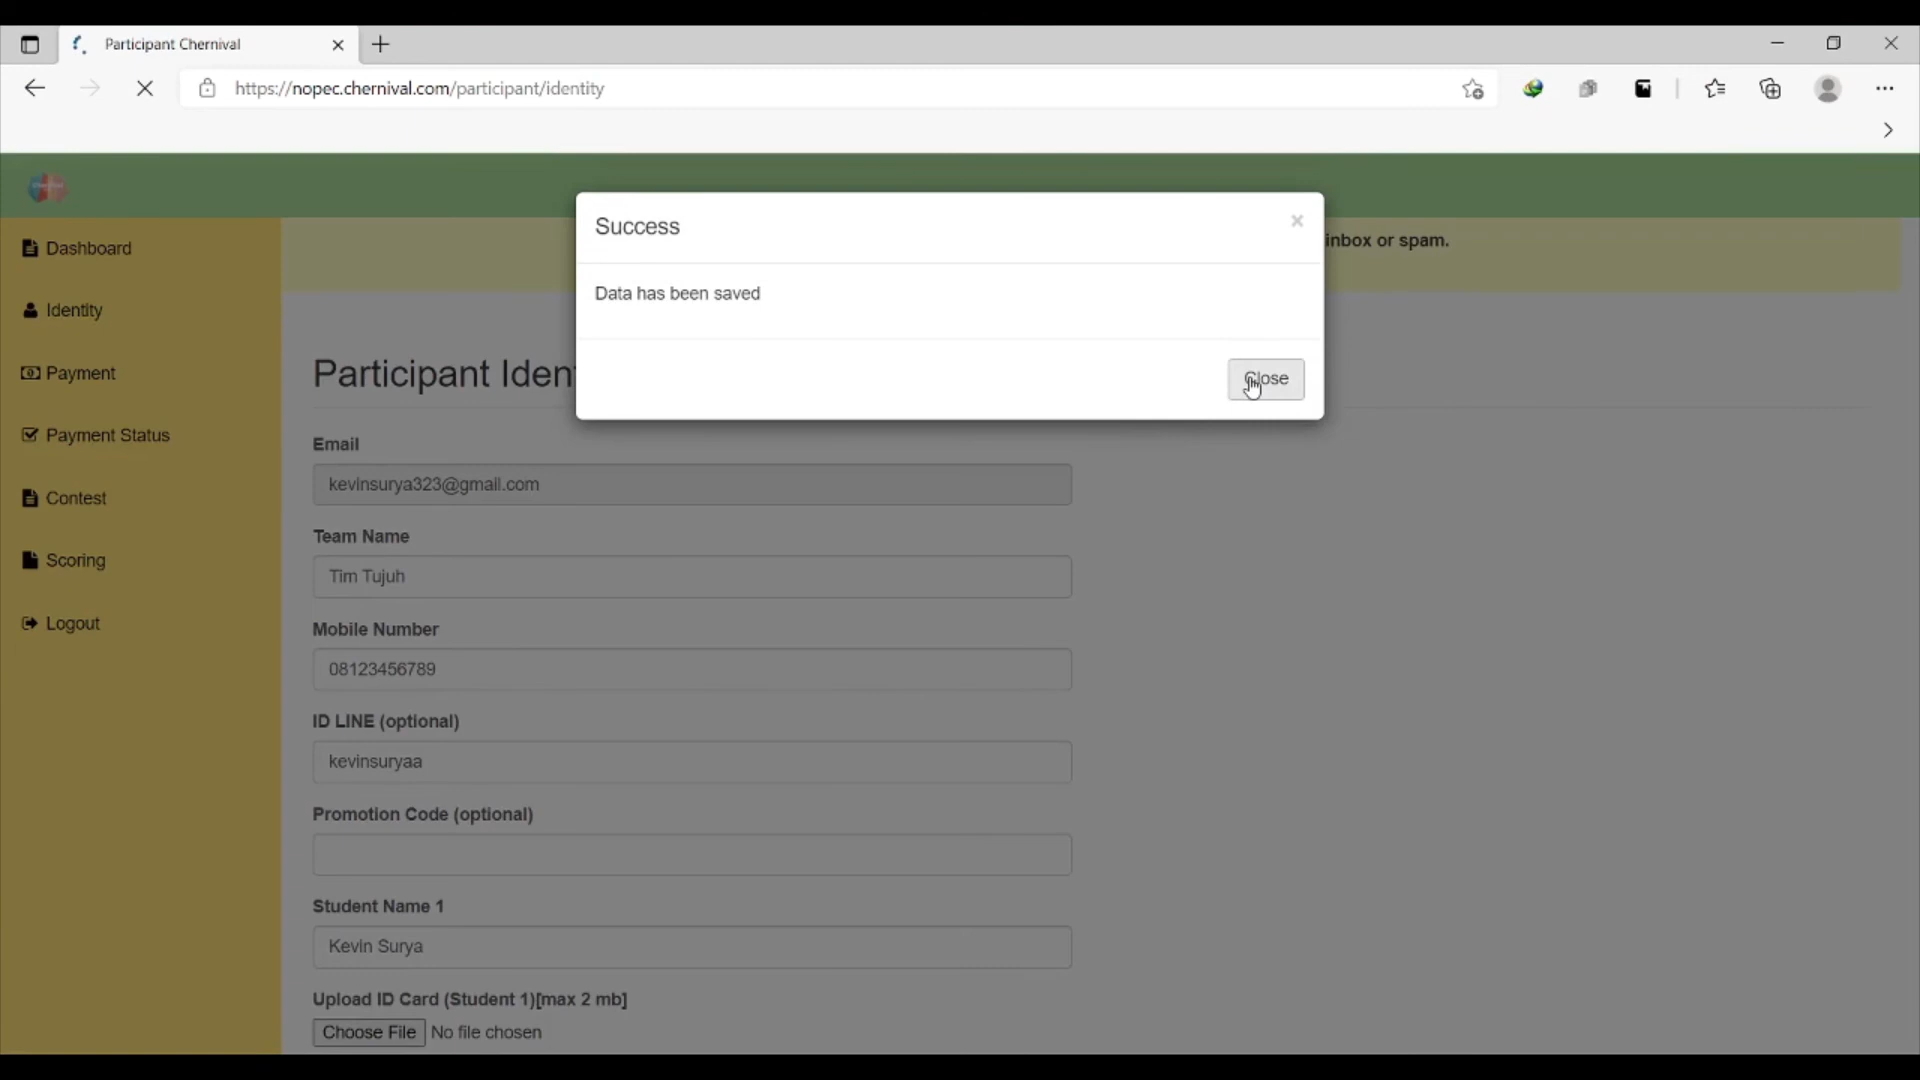 Participant Chernival
https://nopec.chernival.com/participant/identity
Success
Data has been saved
Close
inbox or spam.
Dashboard
Identity
Payment
Payment Status
Contest
Scoring
Logout
Participant Iden
Email
kevinsurya323@gmail.com
Team Name
Tim Tujuh
Mobile Number
08123456789
ID LINE (optional)
kevinsuryaa
Promotion Code (optional)
Student Name 1
Kevin Surya
Upload ID Card (Student 1)[max 2 mb]
Choose File No file chosen